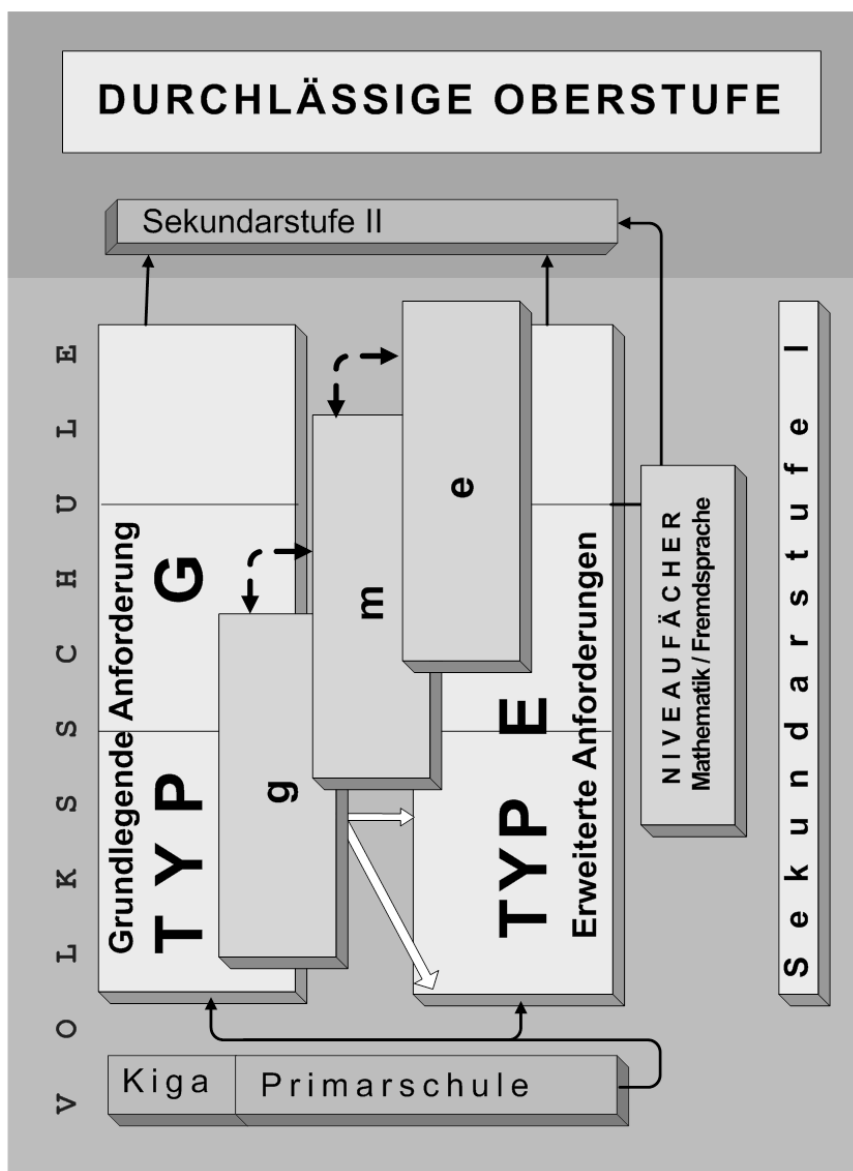 DURCHLÄSSIGE OBERSTUFE
Sekundarstufe II
VOLKSSCHULE
Grundlegende Anforderung
TYP G
g
m
e
TYP E
Erweiterte Anforderungen
NIVEAUFÄCHER
Mathematik / Fremdsprache
Sekundarstufe I
Kiga
Primarschule